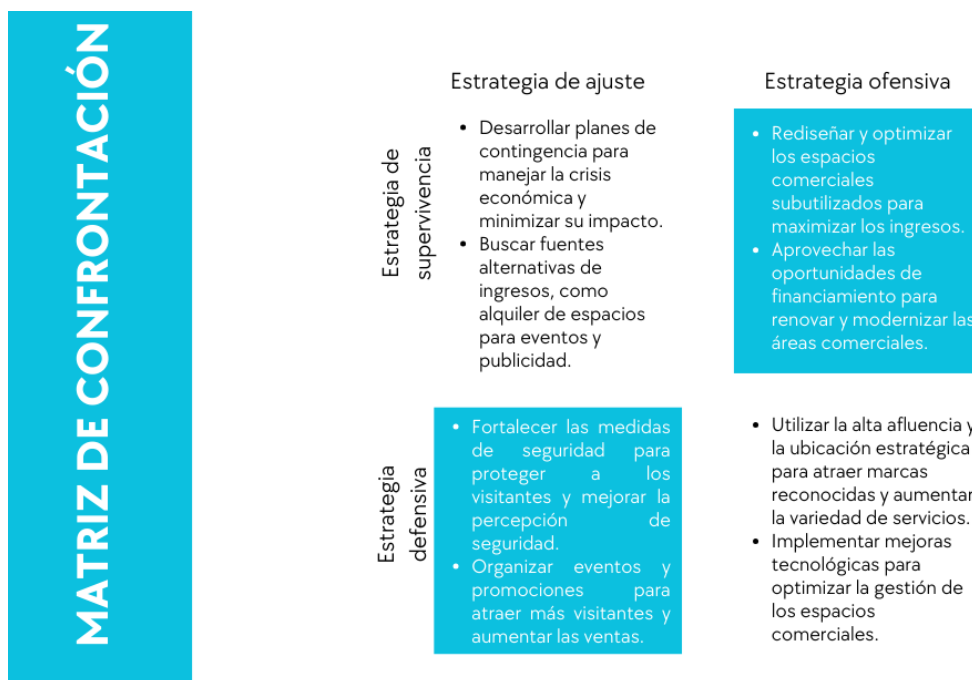 MATRIZ DE CONFRONTACIÓN
Estrategia de ajuste
Estrategia ofensiva
Estrategia de
supervivencia
• Desarrollar planes de
contingencia para
manejar la crisis
económica y
minimizar su impacto.
• Buscar fuentes
alternativas de
ingresos, como
alquiler de espacios
para eventos y
publicidad.
• Rediseñar y optimizar
los espacios
comerciales
subutilizados para
maximizar los ingresos.
• Aprovechar las
oportunidades de
financiamiento para
renovar y modernizar las
áreas comerciales.
Estrategia
defensiva
• Fortalecer las medidas
de seguridad para
proteger a los
visitantes y mejorar la
percepción de
seguridad.
• Organizar eventos y
promociones para
atraer más visitantes y
aumentar las ventas.
• Utilizar la alta afluencia y
la ubicación estratégica
para atraer marcas
reconocidas y aumentar
la variedad de servicios.
• Implementar mejoras
tecnológicas para
optimizar la gestión de
los espacios
comerciales.